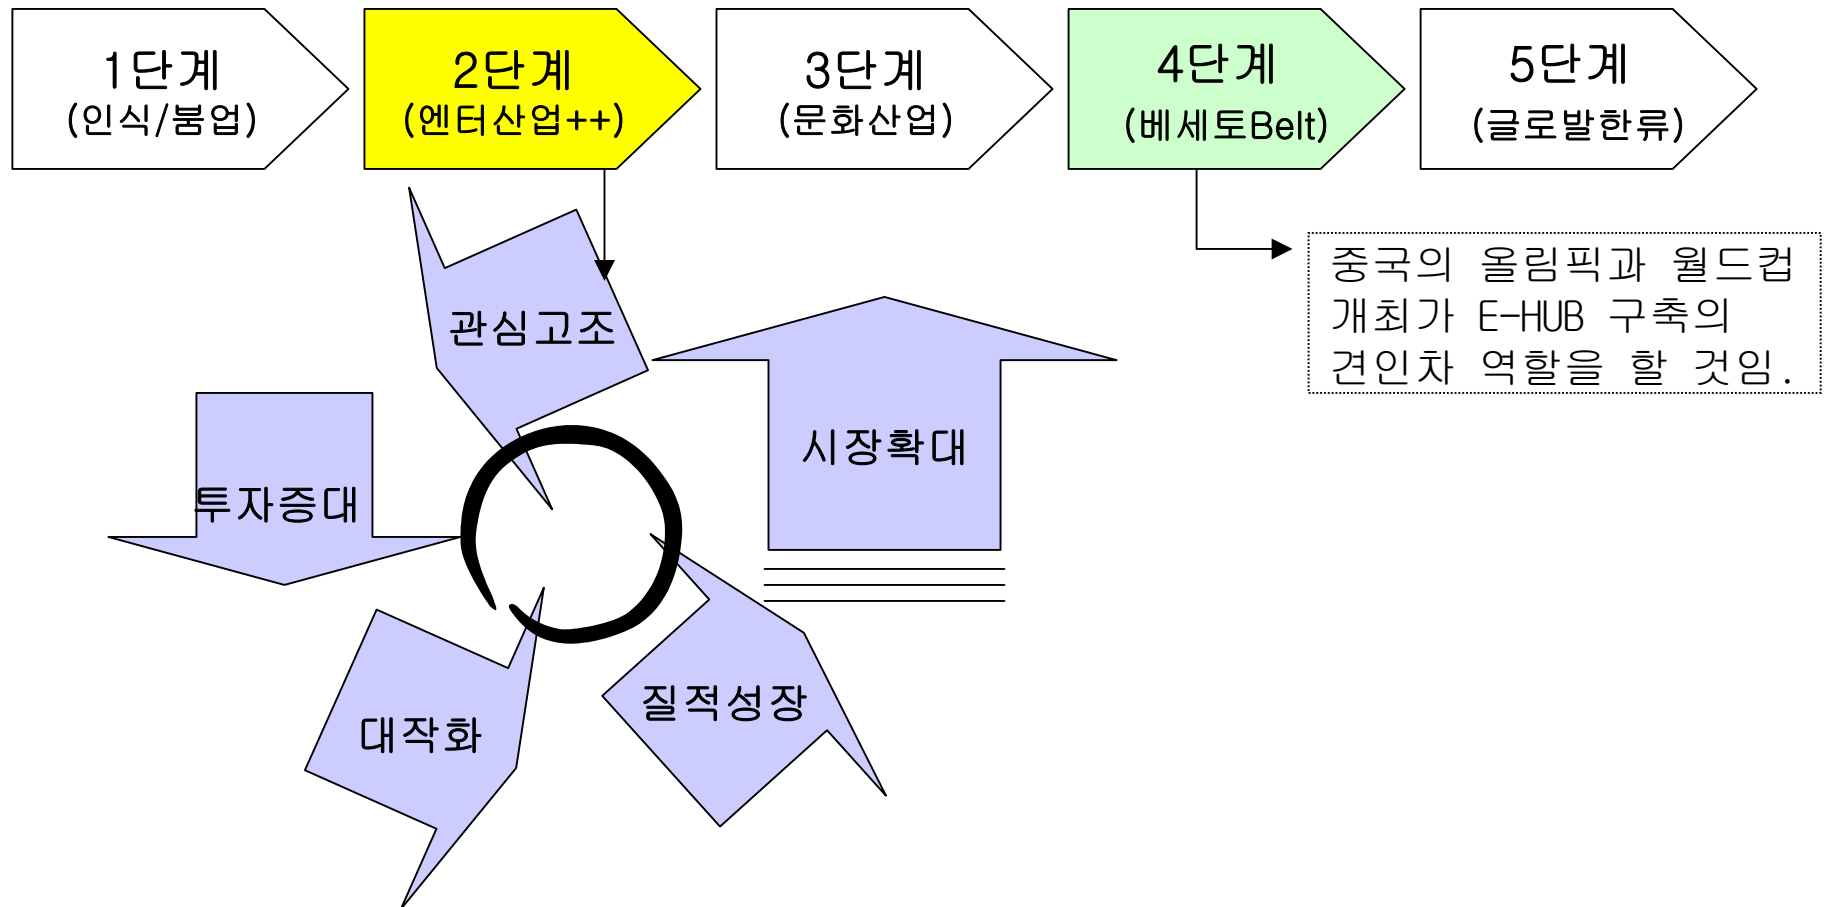 1단계
(인식/붐업)
2단계
(엔터산업++)
3단계
(문화산업)
4단계
(베세토Belt)
5단계
(글로발한류)
중국의 올림픽과 월드컵
개최가 E-HUB 구축의
견인차 역할을 할 것임.
관심고조
시장확대
투자증대
질적성장
대작화